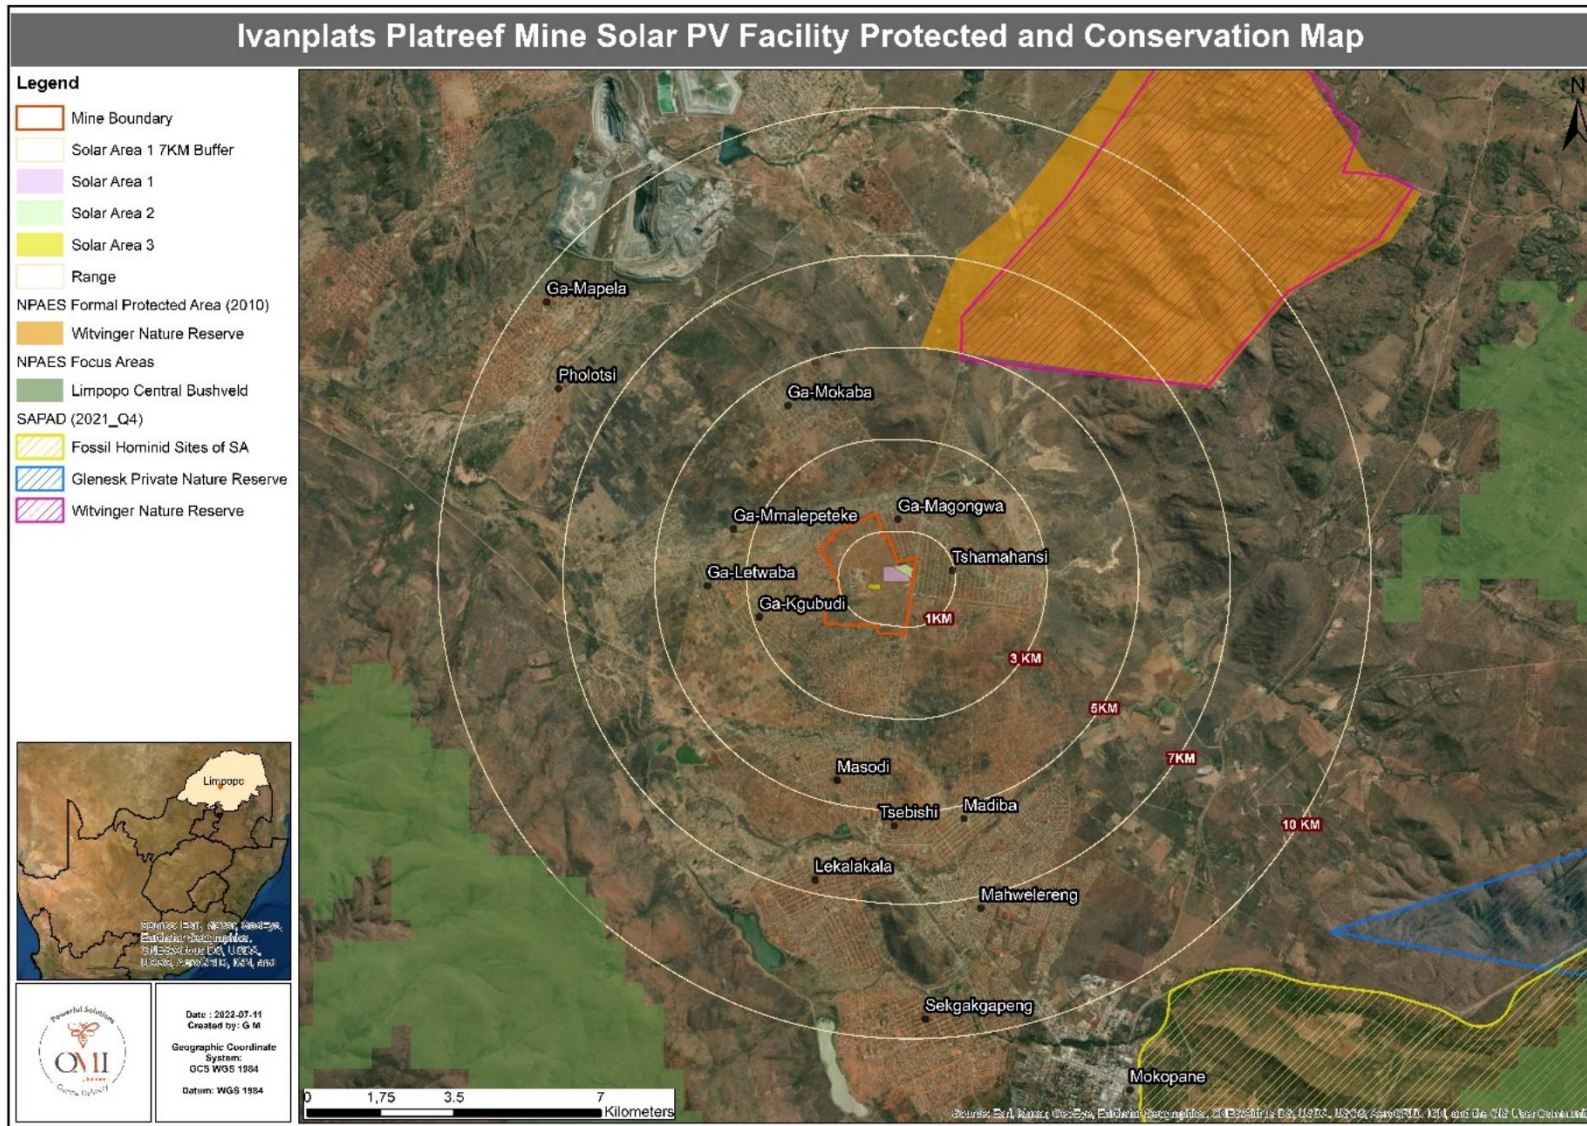 Ivanplats Platreef Mine Solar PV Facility Protected and Conservation Map
Legend
Mine Boundary
Solar Area 1 7KM Buffer
Solar Area 1
Solar Area 2
Solar Area 3
Range
NPAES Formal Protected Area (2010)
Witvinger Nature Reserve
NPAES Focus Areas
Limpopo Central Bushveld
SAPAD (2021_Q4)
Fossil Hominid Sites of SA
Glenesk Private Nature Reserve
Witvinger Nature Reserve
N
Ga-Mapela
Pholotsi
Ga-Mokaba
Ga-Magongwa
Ga-Mmalepeteke
Tshamahansi
Ga-Letwaba
Ga-Kgubudi
1KM
3 KM
5KM
7KM
10 KM
Masodi
Tsebishi
Madiba
Lekalakala
Mahwelereng
Sekgakgapeng
Mokopane
Limpopo
Powerful Solutions
QMI
Date : 2022-07-11
Created by: G M
Geographic Coordinate
System:
GCS WGS 1984
Datum: WGS 1984
0 1,75 3.5 7
Kilometers